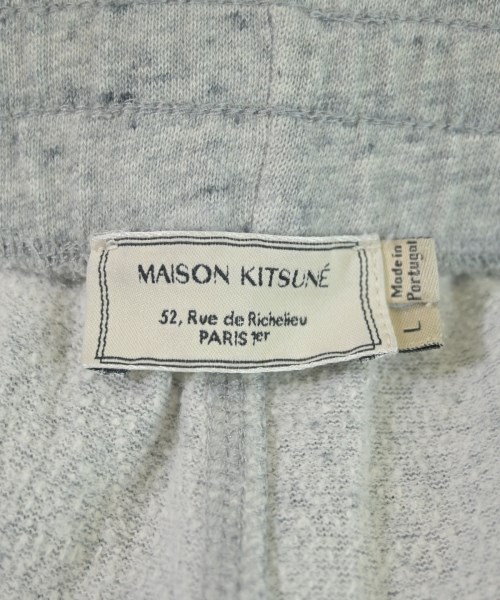 MAISON KITSUNÉ
52, Rue de Richelieu
PARIS 1er
Made in
Portugal
L